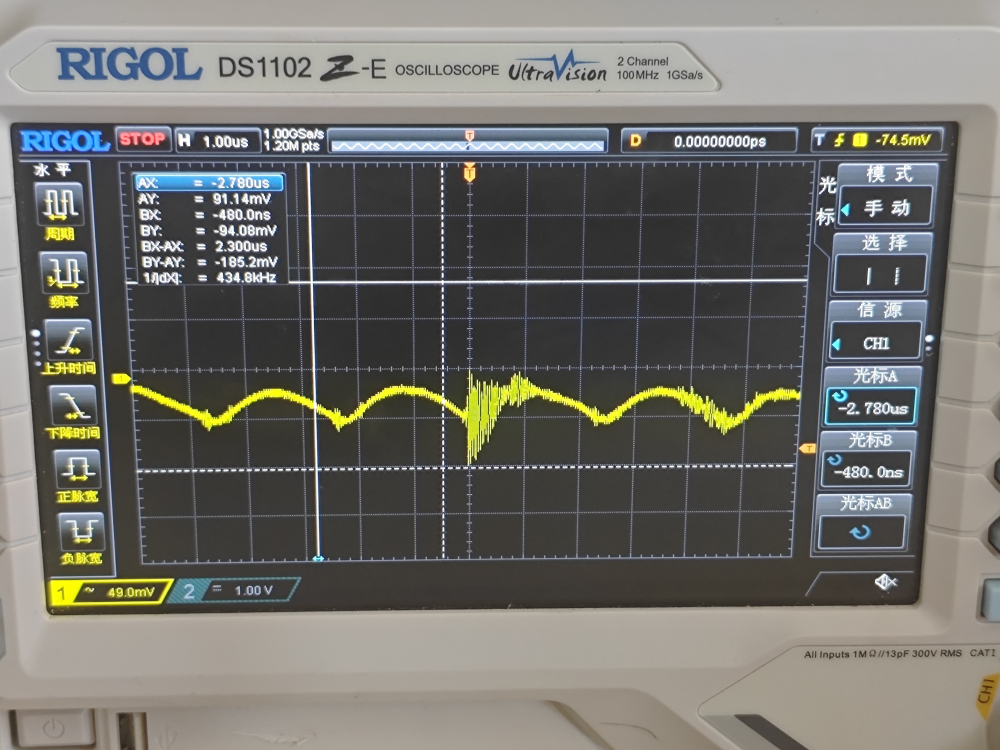 RIGOL DS1102 Z-E OSCILLOSCOPE UltraVision 2 Channel
100MHz 1GSa/s
RIGOL STOP H 1.00us 1.00GSa/s
1.20M pts
T
D 0.00000000ps
T 1 -74.5mV
水平
周期
频率
上升时间
下降时间
正脉宽
负脉宽
AX: = -2.780us
AY: = 91.14mV
BX: = -480.0ns
BY: = -94.08mV
BX-AX: = 2.300us
BY-AY: = -185.2mV
1/|dX|: = 434.8kHz
T
T
光标
模式
手动
选择
信源
CH1
光标A
-2.780us
光标B
-480.0ns
光标AB
1 ~ 49.0mV
2 = 1.00 V
All Inputs 1MΩ//13pF 300V RMS CAT I
CH1